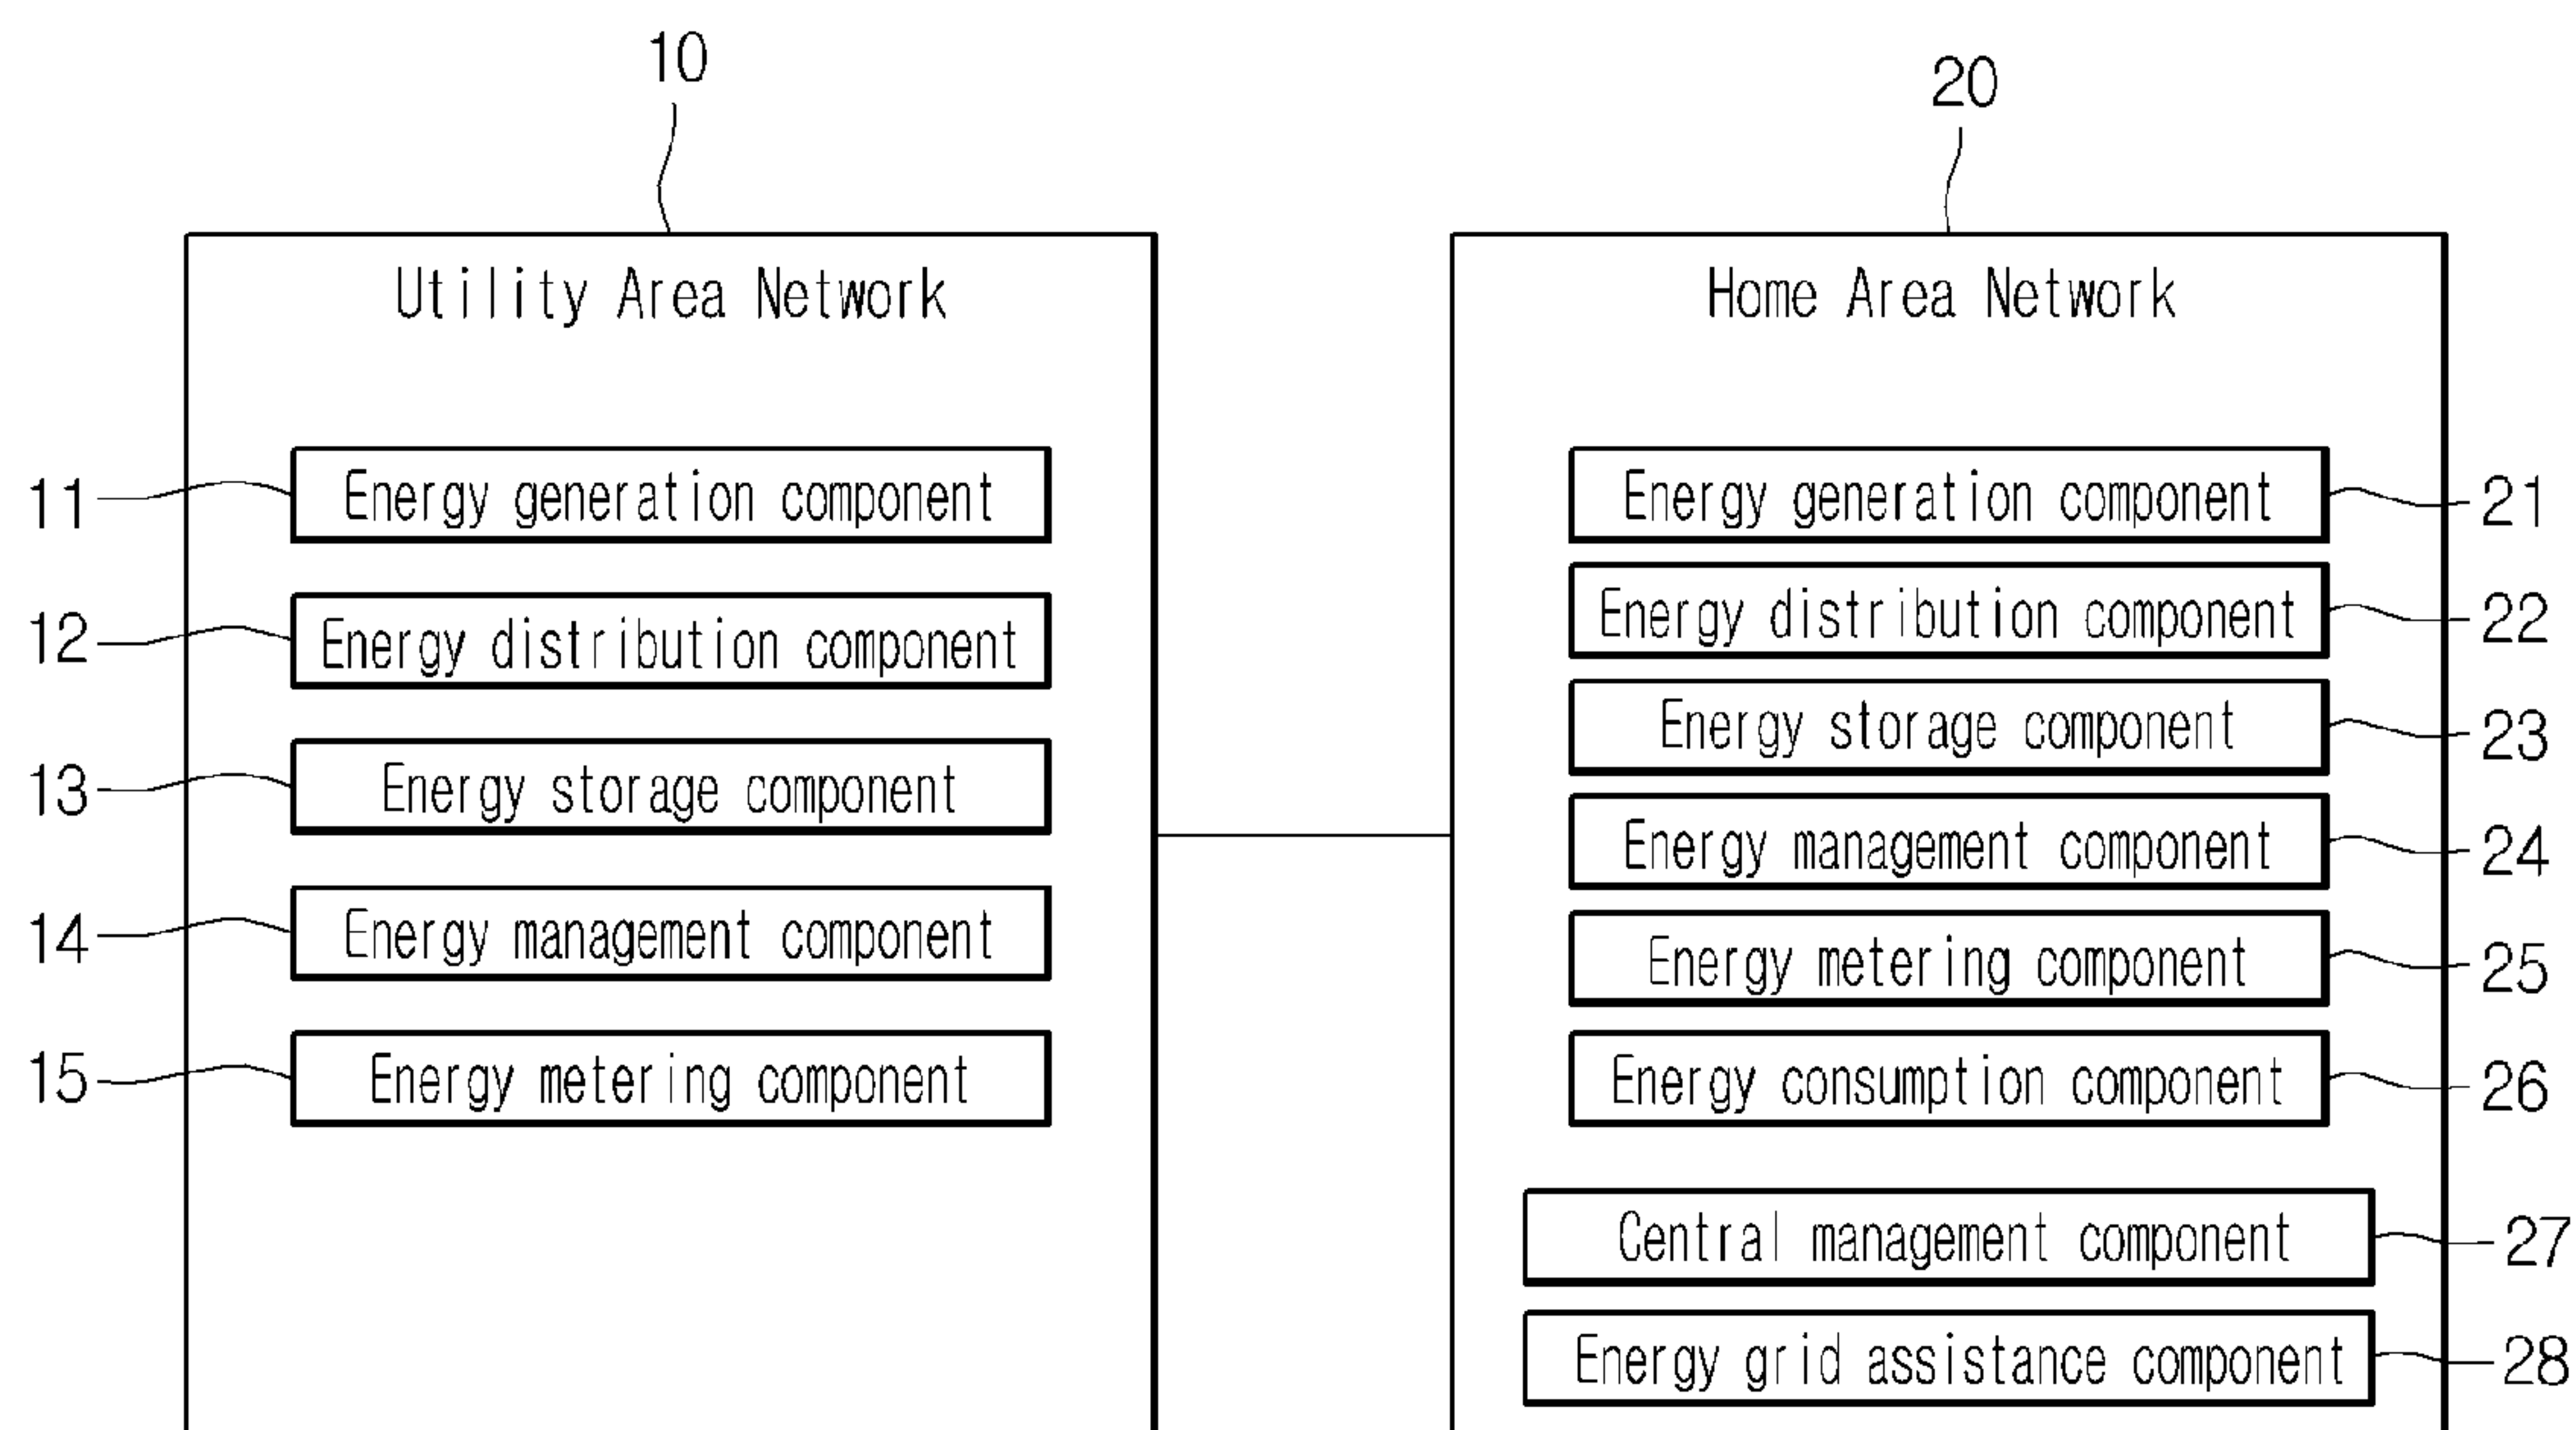 10
20
Utility Area Network
Home Area Network
11
Energy generation component
Energy generation component
21
12
Energy distribution component
Energy distribution component
22
13
Energy storage component
Energy storage component
23
14
Energy management component
Energy management component
24
15
Energy metering component
Energy metering component
25
Energy consumption component
26
Central management component
27
Energy grid assistance component
28